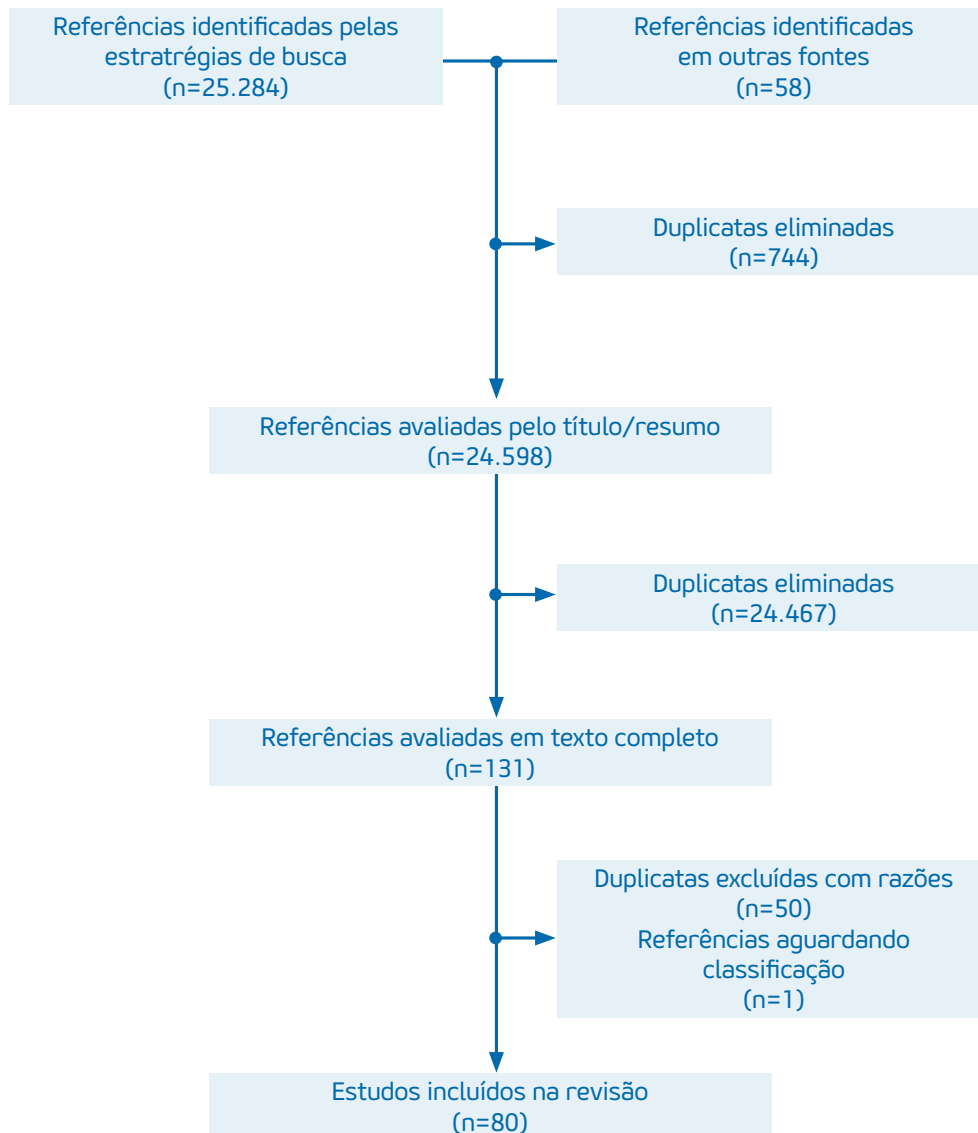 Referências identificadas pelas
estratrégias de busca
(n=25.284)
Referências identificadas
em outras fontes
(n=58)
Duplicatas eliminadas
(n=744)
Referências avaliadas pelo título/resumo
(n=24.598)
Duplicatas eliminadas
(n=24.467)
Referências avaliadas em texto completo
(n=131)
Duplicatas excluídas com razões
(n=50)
Referências aguardando
classificação
(n=1)
Estudos incluídos na revisão
(n=80)